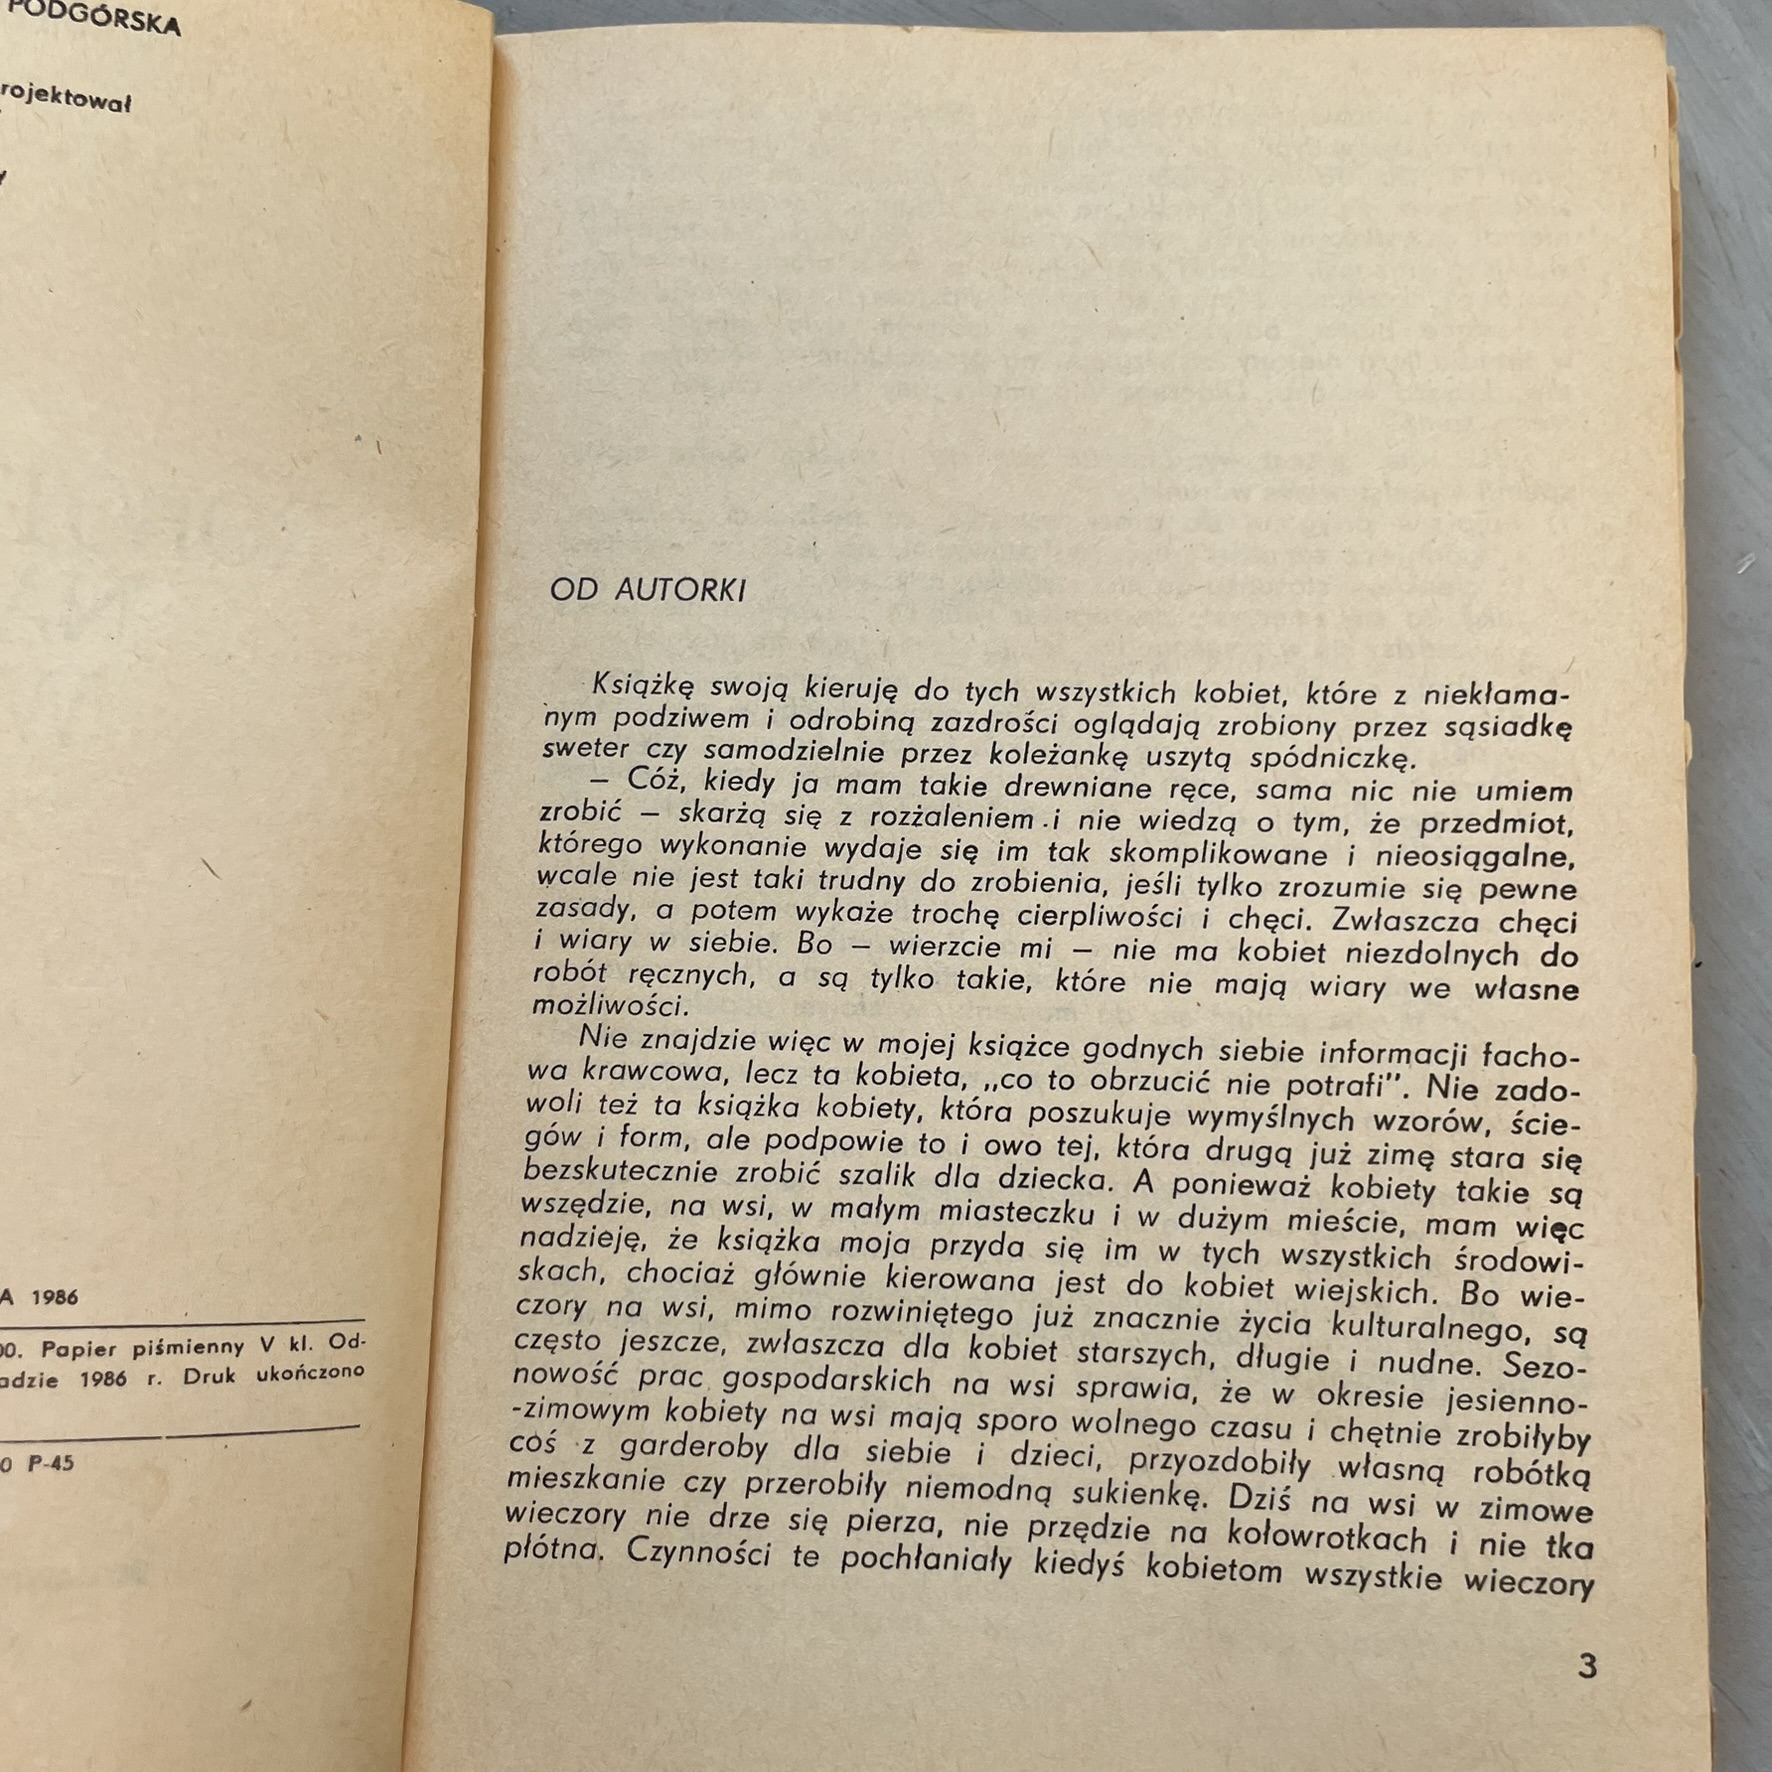 PODGÓRSKA
rojektował
A 1986
00. Papier piśmienny V kl. Od-
adzie 1986 r. Druk ukończono
0 P-45
OD AUTORKI
Książkę swoją kieruję do tych wszystkich kobiet, które z niekłama-
nym podziwem i odrobiną zazdrości oglądają zrobiony przez sąsiadkę
sweter czy samodzielnie przez koleżankę uszytą spódniczkę.
— Cóż, kiedy ja mam takie drewniane ręce, sama nic nie umiem
zrobić — skarżą się z rozżaleniem i nie wiedzą o tym, że przedmiot,
którego wykonanie wydaje się im tak skomplikowane i nieosiągalne,
wcale nie jest taki trudny do zrobienia, jeśli tylko zrozumie się pewne
zasady, a potem wykaże trochę cierpliwości i chęci. Zwłaszcza chęci
i wiary w siebie. Bo — wierzcie mi — nie ma kobiet niezdolnych do
robót ręcznych, a są tylko takie, które nie mają wiary we własne
możliwości.
Nie znajdzie więc w mojej książce godnych siebie informacji facho-
wa krawcowa, lecz ta kobieta, „co to obrzucić nie potrafi”. Nie zado-
woli też ta książka kobiety, która poszukuje wymyślnych wzorów, ście-
gów i form, ale podpowie to i owo tej, która drugą już zimę stara się
bezskutecznie zrobić szalik dla dziecka. A ponieważ kobiety takie są
wszędzie, na wsi, w małym miasteczku i w dużym mieście, mam więc
nadzieję, że książka moja przyda się im w tych wszystkich środowi-
skach, chociaż głównie kierowana jest do kobiet wiejskich. Bo wie-
czory na wsi, mimo rozwiniętego już znacznie życia kulturalnego, są
często jeszcze, zwłaszcza dla kobiet starszych, długie i nudne. Sezo-
nowość prac gospodarskich na wsi sprawia, że w okresie jesienno-
-zimowym kobiety na wsi mają sporo wolnego czasu i chętnie zrobiłyby
coś z garderoby dla siebie i dzieci, przyozdobiły własną robótką
mieszkanie czy przerobiły niemodną sukienkę. Dziś na wsi w zimowe
wieczory nie drze się pierza, nie przędzie na kołowrotkach i nie tka
płótna. Czynności te pochłaniały kiedyś kobietom wszystkie wieczory
3